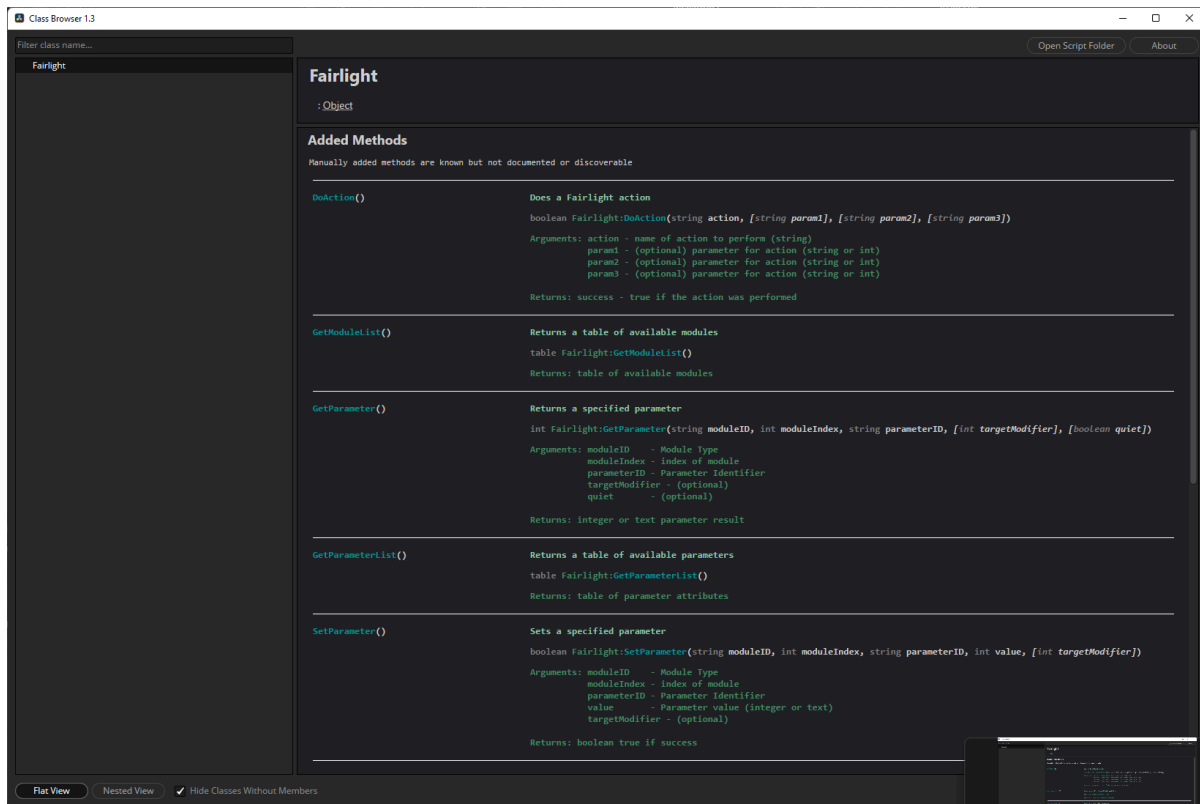 Class Browser 1.3
Filter class name...
Open Script Folder
About
Fairlight
Fairlight
: Object
Added Methods
Manually added methods are known but not documented or discoverable
DoAction()
Does a Fairlight action
boolean Fairlight:DoAction(string action, [string param1], [string param2], [string param3])
Arguments: action - name of action to perform (string)
param1 - (optional) parameter for action (string or int)
param2 - (optional) parameter for action (string or int)
param3 - (optional) parameter for action (string or int)
Returns: success - true if the action was performed
GetModuleList()
Returns a table of available modules
table Fairlight:GetModuleList()
Returns: table of available modules
GetParameter()
Returns a specified parameter
int Fairlight:GetParameter(string moduleID, int moduleIndex, string parameterID, [int targetModifier], [boolean quiet])
Arguments: moduleID - Module Type
moduleIndex - index of module
parameterID - Parameter Identifier
targetModifier - (optional)
quiet - (optional)
Returns: integer or text parameter result
GetParameterList()
Returns a table of available parameters
table Fairlight:GetParameterList()
Returns: table of parameter attributes
SetParameter()
Sets a specified parameter
boolean Fairlight:SetParameter(string moduleID, int moduleIndex, string parameterID, int value, [int targetModifier])
Arguments: moduleID - Module Type
moduleIndex - index of module
parameterID - Parameter Identifier
value - Parameter value (integer or text)
targetModifier - (optional)
Returns: boolean true if success
Flat View
Nested View
Hide Classes Without Members